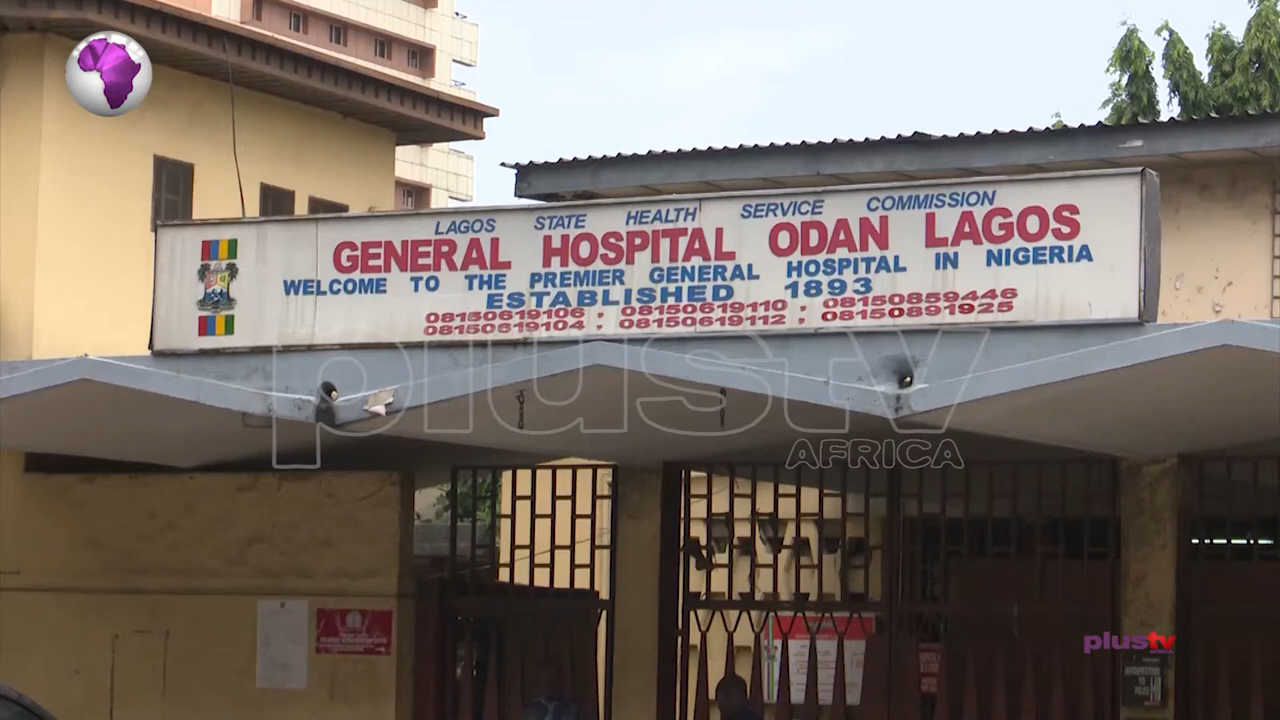 LAGOS STATE HEALTH SERVICE COMMISSION
GENERAL HOSPITAL ODAN LAGOS
WELCOME TO THE PREMIER GENERAL HOSPITAL IN NIGERIA
ESTABLISHED 1893
08150619106 ; 08150619110 ; 08150859446
08150619104 ; 08150619112 ; 08150891925
plustv
AFRICA
plustv
AFRICA